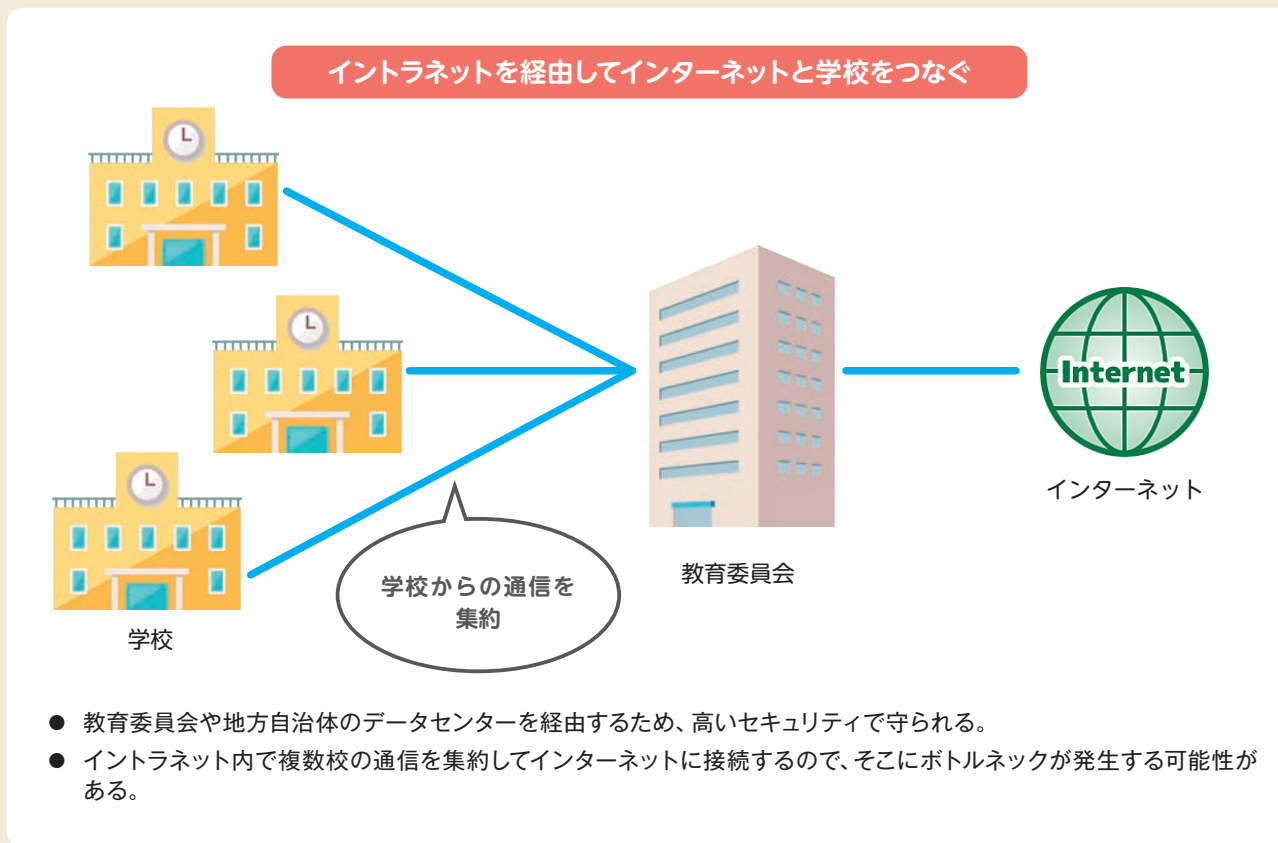 イントラネットを経由してインターネットと学校をつなぐ
Internet
インターネット
教育委員会
学校からの通信を
集約
学校
● 教育委員会や地方自治体のデータセンターを経由するため、高いセキュリティで守られる。
● イントラネット内で複数校の通信を集約してインターネットに接続するので、そこにボトルネックが発生する可能性が
ある。